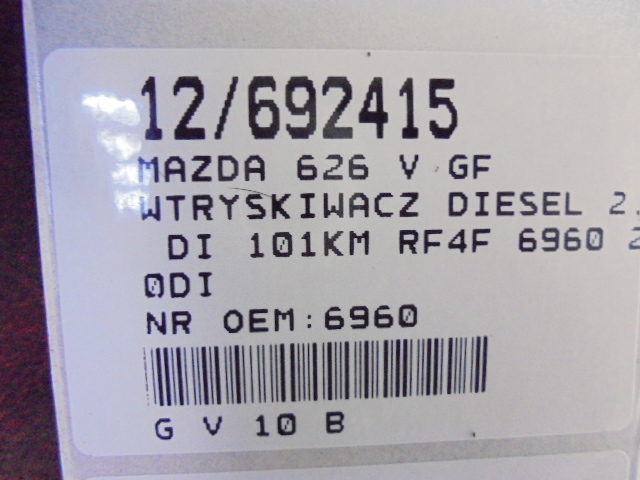 12/692415
MAZDA 626 V GF
WTRYSKIWACZ DIESEL 2.
DI 101KM RF4F 6960 2
0DI
NR OEM:6960
G V 10 B